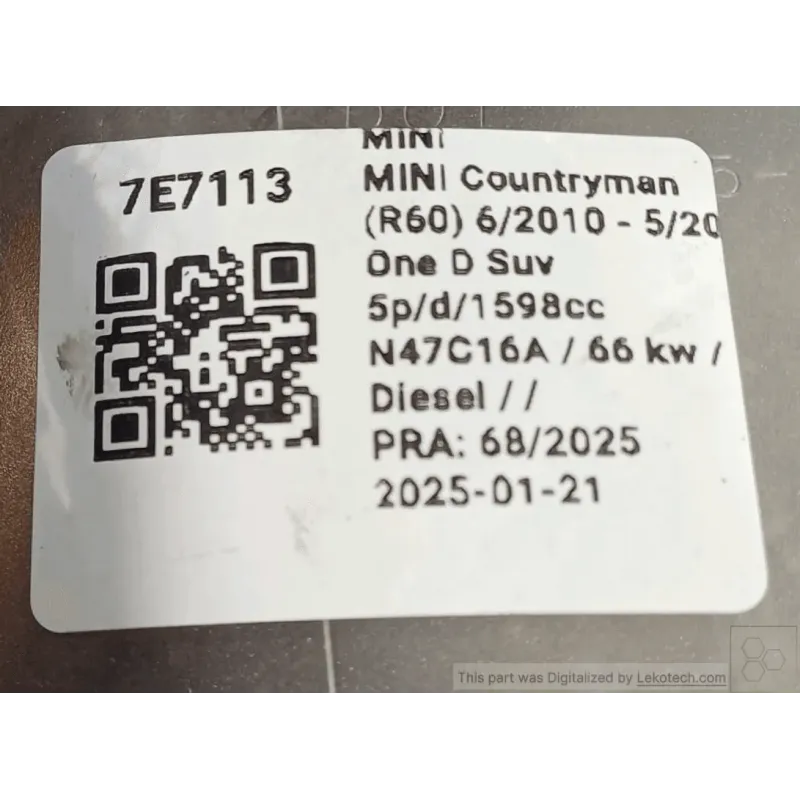 7E7113
MINI
MINI Countryman
(R60) 6/2010 - 5/20
One D Suv
5p/d/1598cc
N47C16A / 66 kw /
Diesel / /
PRA: 68/2025
2025-01-21
This part was Digitalized by Lekotech.com